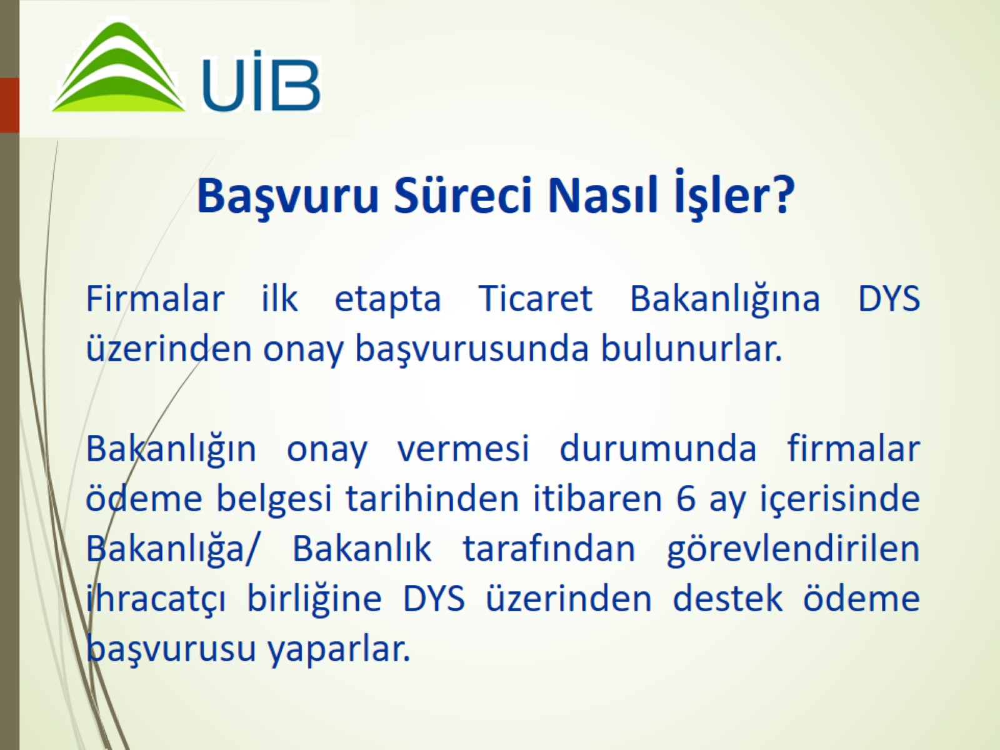 UİB
Başvuru Süreci Nasıl İşler?
Firmalar ilk etapta Ticaret Bakanlığına DYS
üzerinden onay başvurusunda bulunurlar.
Bakanlığın onay vermesi durumunda firmalar
ödeme belgesi tarihinden itibaren 6 ay içerisinde
Bakanlığa/ Bakanlık tarafından görevlendirilen
ihracatçı birliğine DYS üzerinden destek ödeme
başvurusu yaparlar.